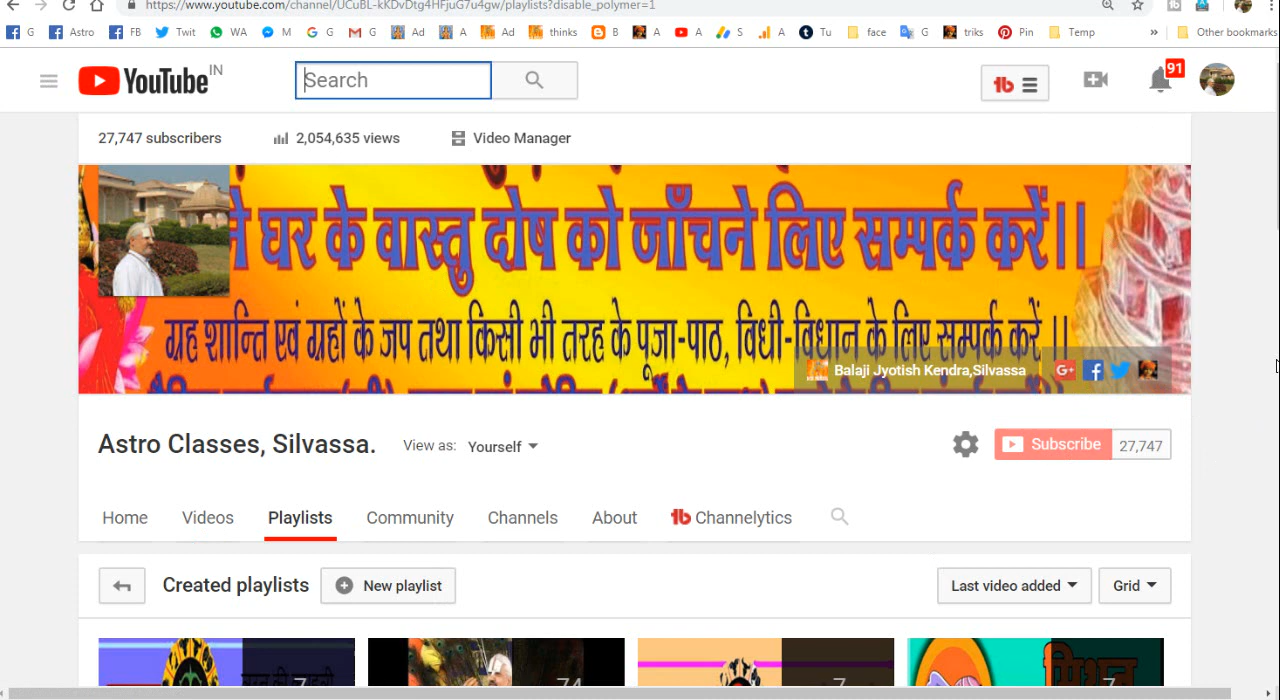 https://www.youtube.com/channel/UCuBL-kKDvDtg4HFjuG7u4gw/playlists?disable_polymer=1
G Astro FB Twit WA M G G Ad A Ad thinks B A A S A Tu face G triks Pin Temp » Other bookmarks
YouTube IN Search 91
27,747 subscribers 2,054,635 views Video Manager
घर के वास्तु दोष को जाँचने लिए सम्पर्क करें।।
ग्रह शान्ति एवं ग्रहों के जप तथा किसी भी तरह के पूजा-पाठ, विधी-विधान के लिए सम्पर्क करें ।।
Balaji Jyotish Kendra,Silvassa
Astro Classes, Silvassa. View as: Yourself Subscribe 27,747
Home Videos Playlists Community Channels About Channelytics
Created playlists New playlist Last video added Grid